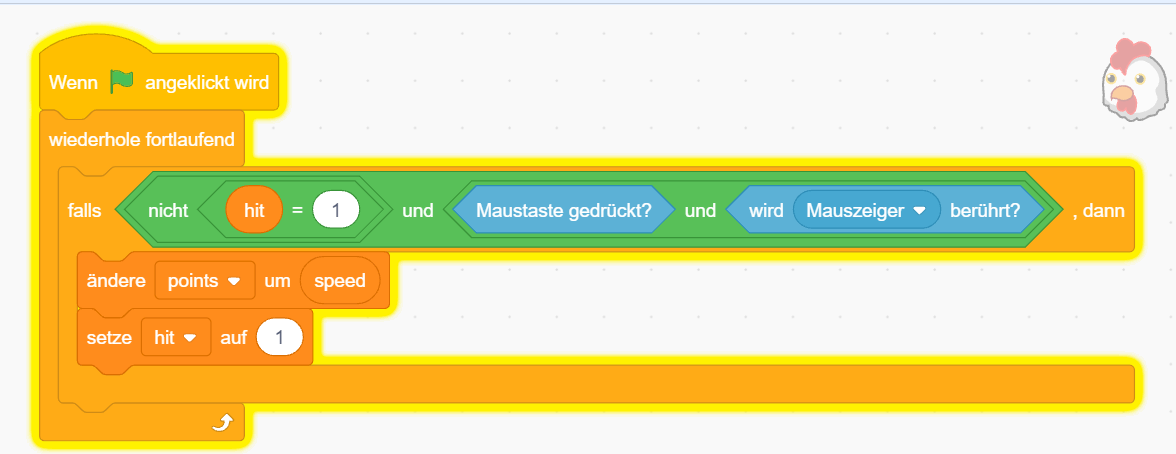 Wenn angeklickt wird
wiederhole fortlaufend
falls nicht hit = 1 und Maustaste gedrückt? und wird Mauszeiger berührt? , dann
ändere points um speed
setze hit auf 1